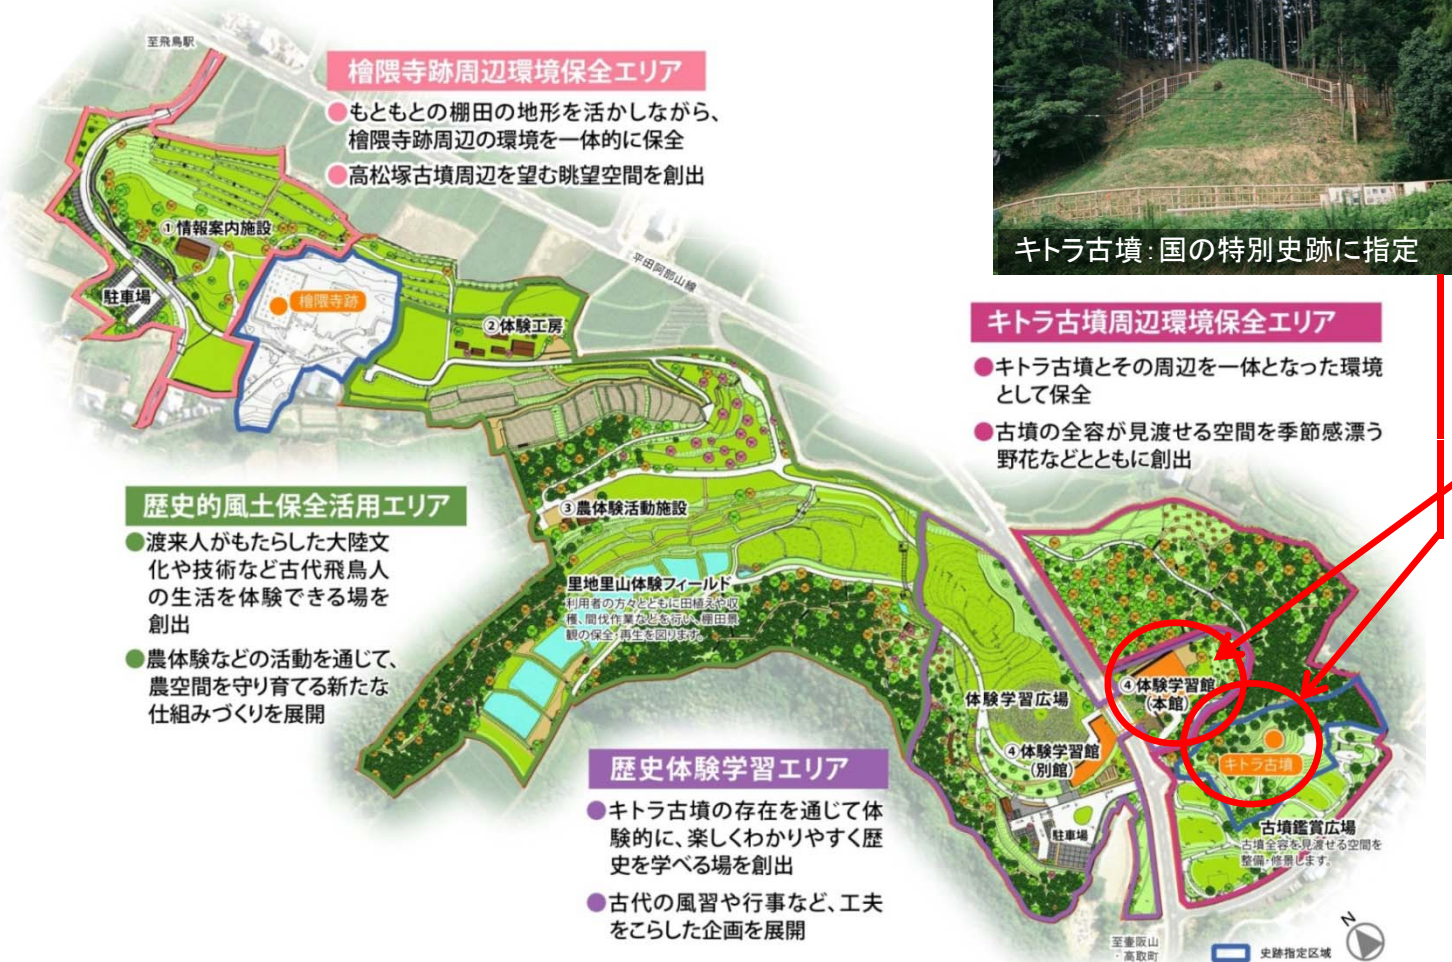 至飛鳥駅
檜隈寺跡周辺環境保全エリア
●もともとの棚田の地形を活かしながら、
檜隈寺跡周辺の環境を一体的に保全
●高松塚古墳周辺を望む眺望空間を創出
キトラ古墳：国の特別史跡に指定
①情報案内施設
平田阿部山線
駐車場
檜隈寺跡
②体験工房
キトラ古墳周辺環境保全エリア
●キトラ古墳とその周辺を一体となった環境
として保全
●古墳の全容が見渡せる空間を季節感漂う
野花などとともに創出
歴史的風土保全活用エリア
●渡来人がもたらした大陸文
化や技術など古代飛鳥人
の生活を体験できる場を
創出
●農体験などの活動を通じて、
農空間を守り育てる新たな
仕組みづくりを展開
③農体験活動施設
里地里山体験フィールド
利用者の方々とともに田植えや収
穫、間伐作業などを行い、棚田景
観の保全・再生を図ります。
体験学習広場
④体験学習館
(本館)
④体験学習館
(別館)
キトラ古墳
歴史体験学習エリア
●キトラ古墳の存在を通じて体
験的に、楽しくわかりやすく歴
史を学べる場を創出
●古代の風習や行事など、工夫
をこらした企画を展開
駐車場
古墳鑑賞広場
古墳全容を見渡せる空間を
整備・修景します。
至壷阪山
・高取町
史跡指定区域
N